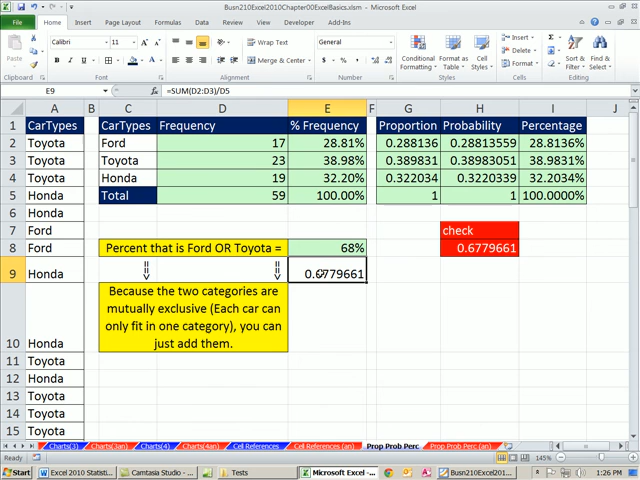 Busn210Excel2010Chapter00ExcelBasics.xlsm - Microsoft Excel
File Home Insert Page Layout Formulas Data Review View Developer Add-Ins
Calibri 11 Wrap Text General Insert Σ
Paste B I U Merge & Center $ % , Conditional Formatting Format as Table Cell Styles Delete Format Sort & Filter Find & Select
Clipboard Font Alignment Number Styles Cells Editing
E9 fx =SUM(D2:D3)/D5
A B C D E F G H I J
1 CarTypes CarTypes Frequency % Frequency Proportion Probability Percentage
2 Toyota Ford 17 28.81% 0.288136 0.28813559 28.8136%
3 Toyota Toyota 23 38.98% 0.389831 0.38983051 38.9831%
4 Toyota Honda 19 32.20% 0.322034 0.3220339 32.2034%
5 Honda Total 59 100.00% 1 1 100.0000%
6 Honda
7 Ford check
8 Ford Percent that is Ford OR Toyota = 68% 0.6779661
9 Honda 0.6779661
Because the two categories are
mutually exclusive (Each car
can only fit in one category), you can
just add them.
10 Honda
11 Toyota
12 Honda
13 Toyota
14 Toyota
15 Toyota
Charts(3) Charts(3an) Charts(4) Charts(4an) Cell References Cell References (an) Prop Prob Perc Prop Prob Perc (an)
145%
Start Excel 2010 Statisti... Camtasia Studio - ... Tests Microsoft Excel -... Busn210Excel2010... 1:26 PM